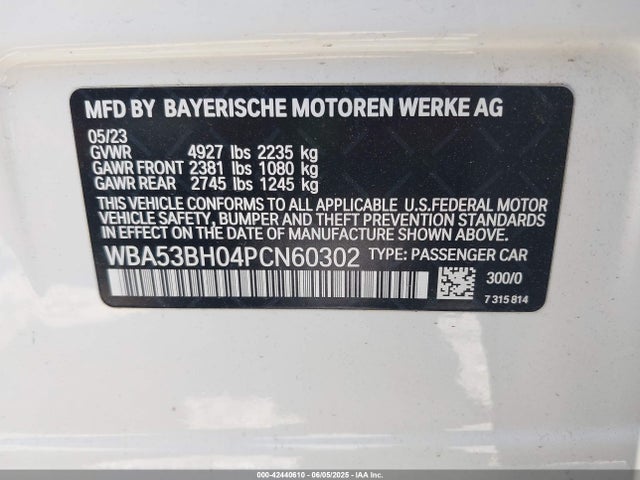 MFD BY BAYERISCHE MOTOREN WERKE AG
05/23
GVWR 4927 lbs 2235 kg
GAWR FRONT 2381 lbs 1080 kg
GAWR REAR 2745 lbs 1245 kg
THIS VEHICLE CONFORMS TO ALL APPLICABLE U.S.FEDERAL MOTOR
VEHICLE SAFETY, BUMPER AND THEFT PREVENTION STANDARDS
IN EFFECT ON THE DATE OF MANUFACTURE SHOWN ABOVE.
WBA53BH04PCN60302 TYPE: PASSENGER CAR
300/0
7 315 814
000-42440610 - 06/05/2025 - IAAI, Inc.